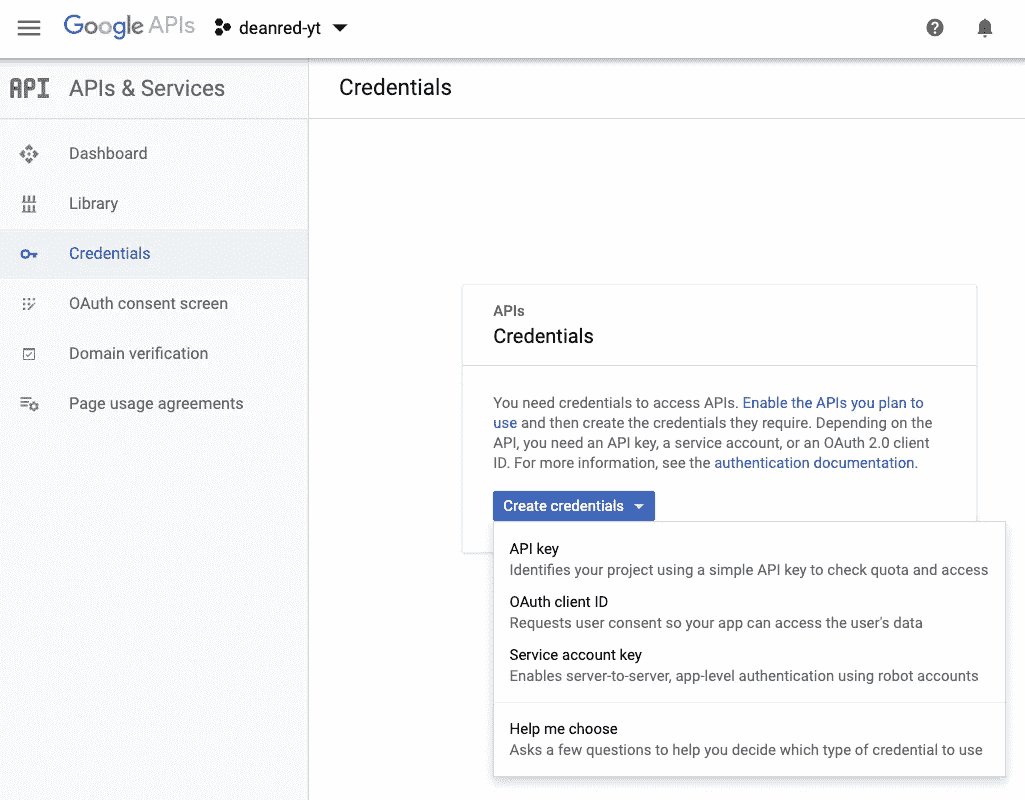 Google APIs deanred-yt
API APIs & Services
Credentials
Dashboard
Library
Credentials
OAuth consent screen
Domain verification
Page usage agreements
APIs
Credentials
You need credentials to access APIs. Enable the APIs you plan to
use and then create the credentials they require. Depending on the
API, you need an API key, a service account, or an OAuth 2.0 client
ID. For more information, see the authentication documentation.
Create credentials
API key
Identifies your project using a simple API key to check quota and access
OAuth client ID
Requests user consent so your app can access the user's data
Service account key
Enables server-to-server, app-level authentication using robot accounts
Help me choose
Asks a few questions to help you decide which type of credential to use